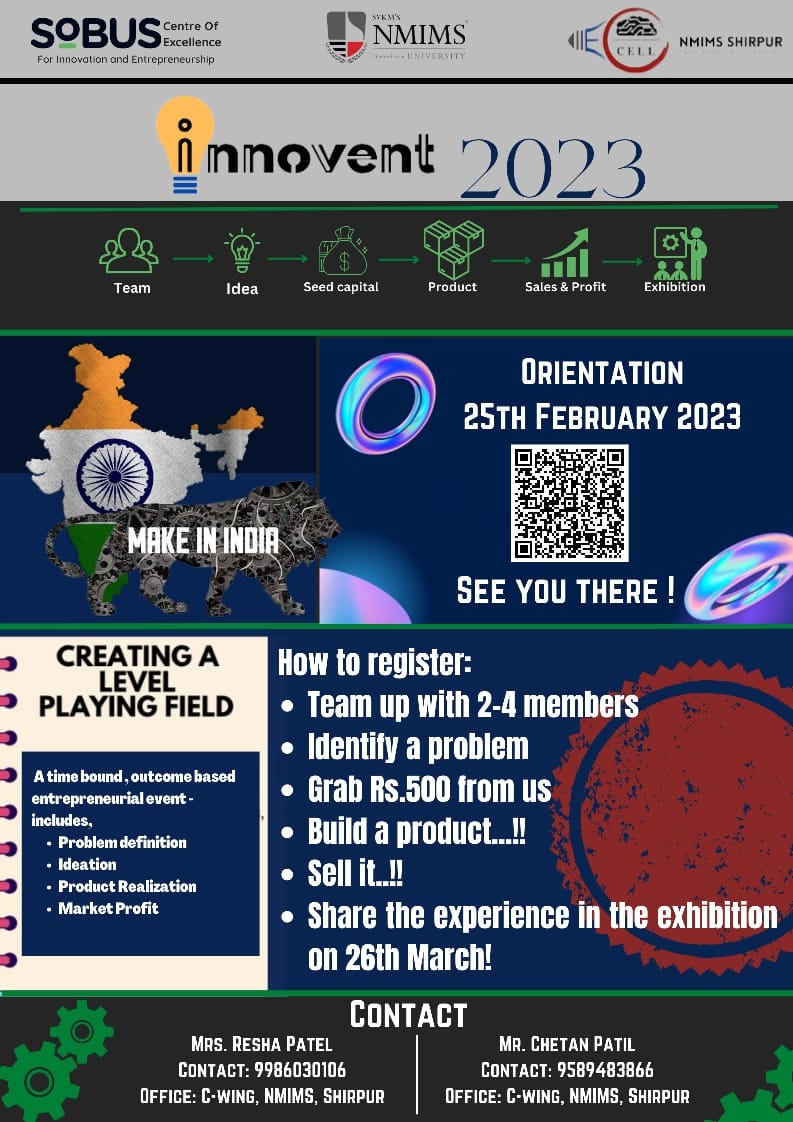 SOBUS Centre Of
Excellence
For Innovation and Entrepreneurship
SVKM'S
NMIMS
UNIVERSITY
E CELL
NMIMS SHIRPUR
innovent 2023
Team
Idea
Seed capital
Product
Sales & Profit
Exhibition
$
MAKE IN INDIA
ORIENTATION
25TH FEBRUARY 2023
SEE YOU THERE !
CREATING A
LEVEL
PLAYING FIELD
A time bound , outcome based
entrepreneurial event -
includes,
• Problem definition
• Ideation
• Product Realization
• Market Profit
How to register:
• Team up with 2-4 members
• Identify a problem
• Grab Rs.500 from us
• Build a product...!!
• Sell it..!!
• Share the experience in the exhibition
on 26th March!
CONTACT
MRS. RESHA PATEL
CONTACT: 9986030106
OFFICE: C-WING, NMIMS, SHIRPUR
MR. CHETAN PATIL
CONTACT: 9589483866
OFFICE: C-WING, NMIMS, SHIRPUR